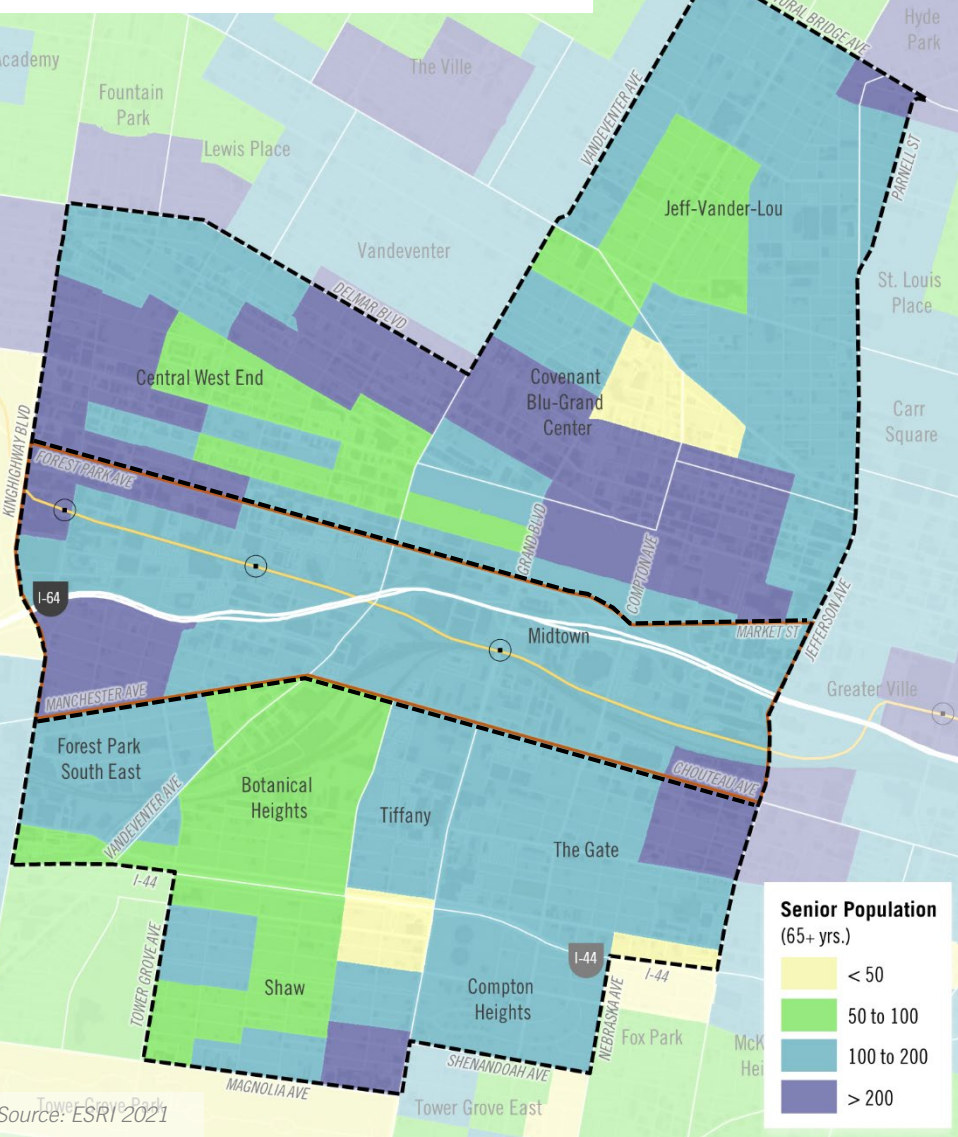 Hyde
Park
The Ville
Fountain
Park
VANDEVENTER AVE
Lewis Place
PARNELL ST
Jeff-Vander-Lou
Vandeventer
St. Louis
Place
DELMAR BLVD
Central West End
Covenant
Blu-Grand
Center
Carr
Square
KINGHIGHWAY BLVD
FOREST PARK AVE
GRAND BLVD
COMPTON AVE
I-64
Midtown
MARKET ST
JEFFERSON AVE
MANCHESTER AVE
Greater Ville
Forest Park
South East
CHOUTEAU AVE
Botanical
Heights
VANDEVENTER AVE
Tiffany
The Gate
I-44
TOWER GROVE AVE
I-44
I-44
Shaw
Compton
Heights
NEBRASKA AVE
Fox Park
SHENANDOAH AVE
MAGNOLIA AVE
Tower Grove Park
Tower Grove East
Source: ESRI 2021
Senior Population
(65+ yrs.)
< 50
50 to 100
100 to 200
> 200